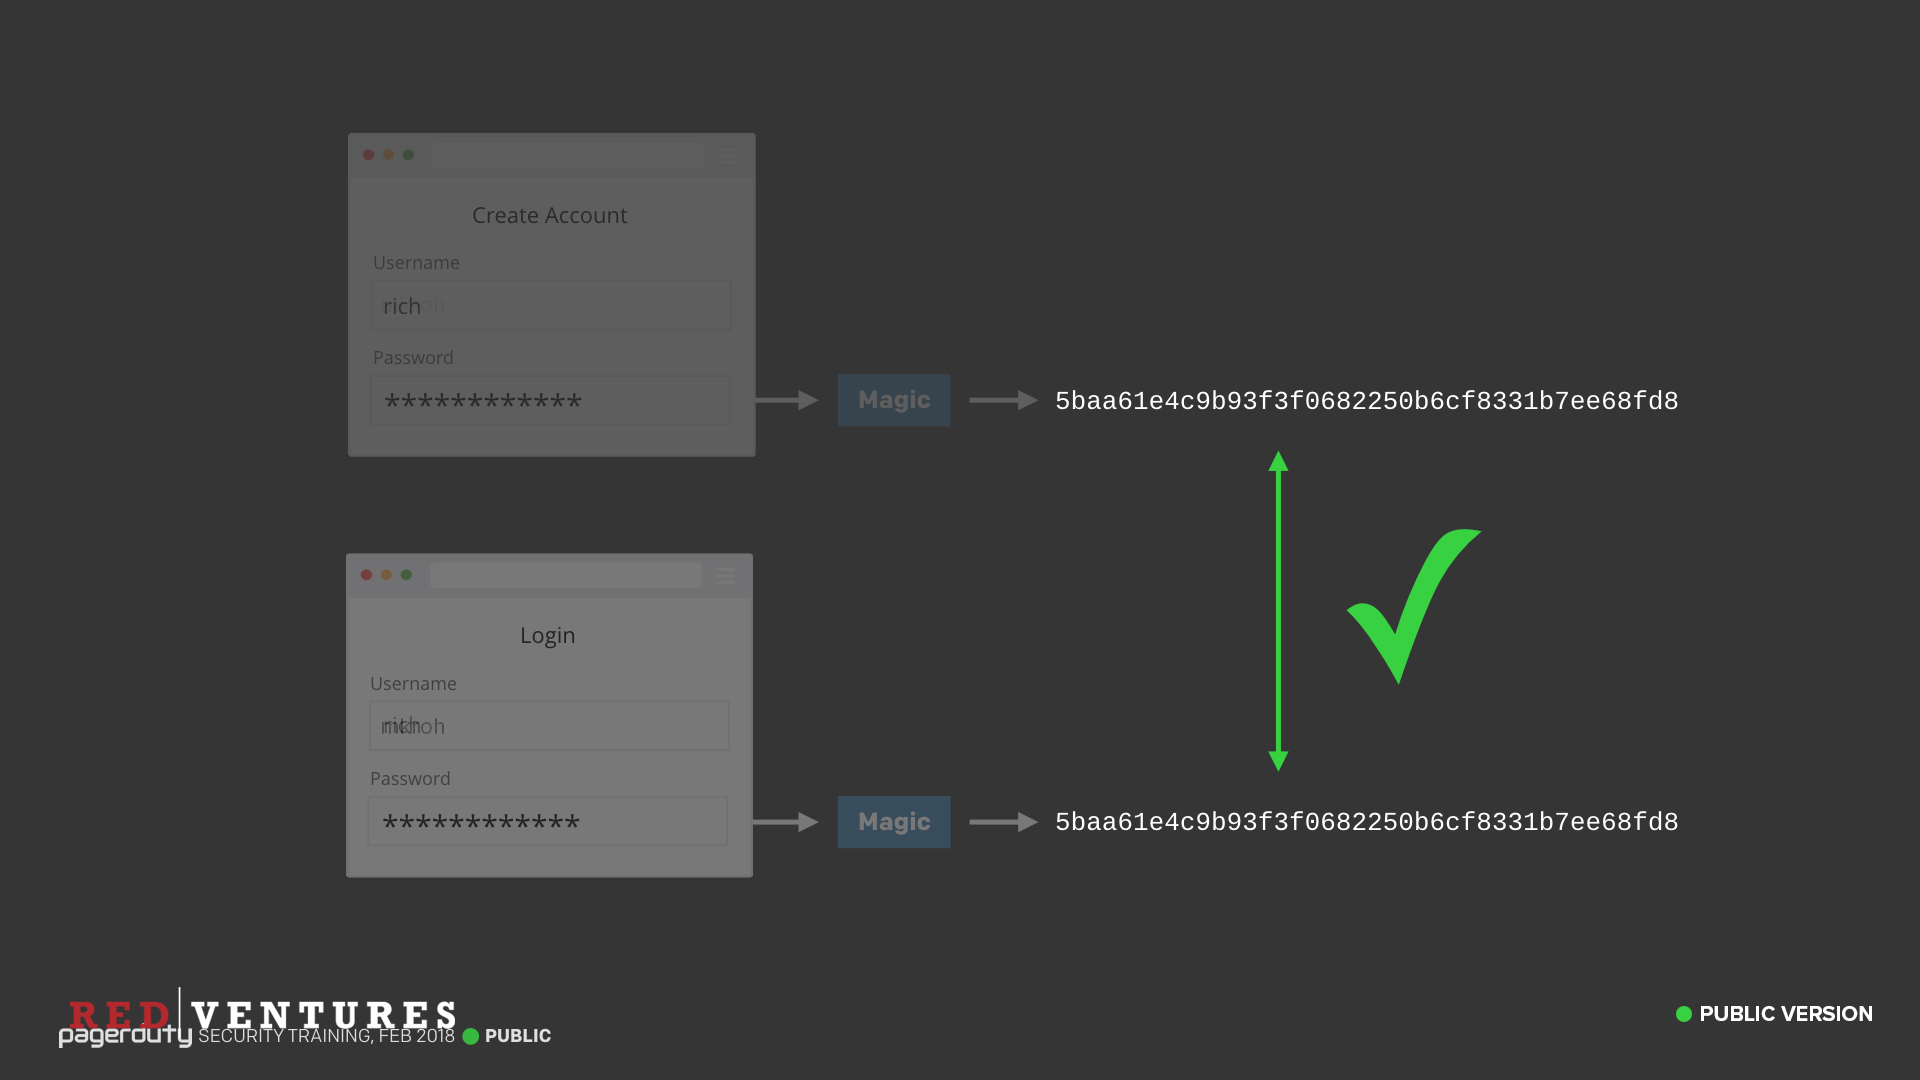 Create Account
Username
rich
Password
************
Magic
5baa61e4c9b93f3f0682250b6cf8331b7ee68fd8
Login
Username
Password
************
Magic
5baa61e4c9b93f3f0682250b6cf8331b7ee68fd8
RED VENTURES
pagerduty SECURITY TRAINING, FEB 2018 PUBLIC
PUBLIC VERSION